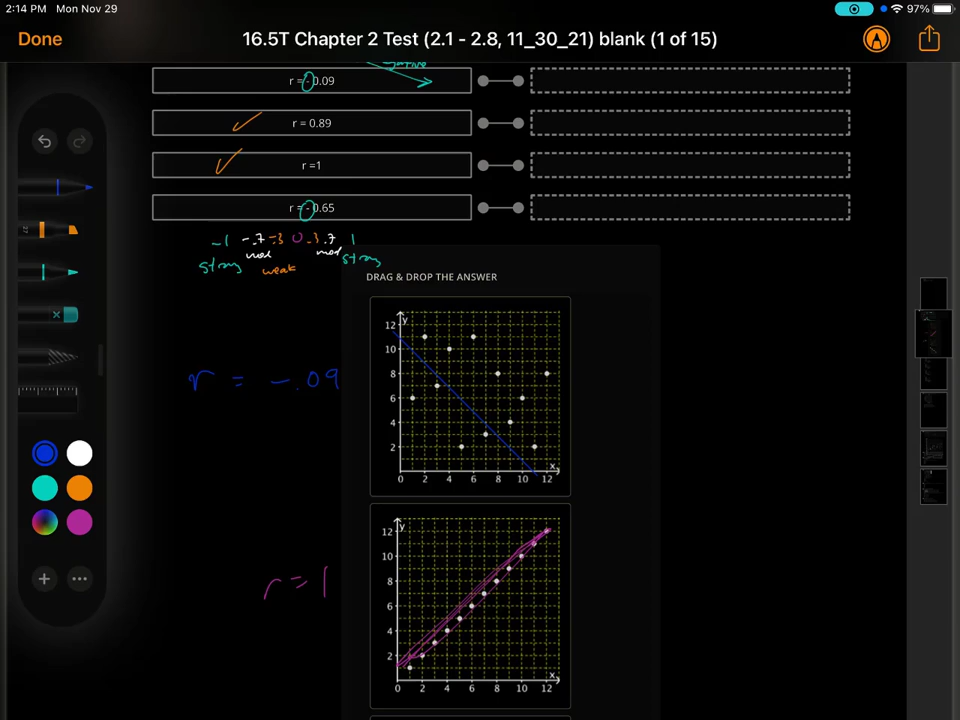 2:14 PM Mon Nov 29
97%
Done
16.5T Chapter 2 Test (2.1 - 2.8, 11_30_21) blank (1 of 15)
r = - 0.09
r = 0.89
r =1
r = - 0.65
-1 -.7 -.3 0 .3 .7 1
strong mod weak mod strong
DRAG & DROP THE ANSWER
r = -.09
y
12
10
8
6
4
2
0 2 4 6 8 10 12
x
r = 1
y
12
10
8
6
4
2
0 2 4 6 8 10 12
x